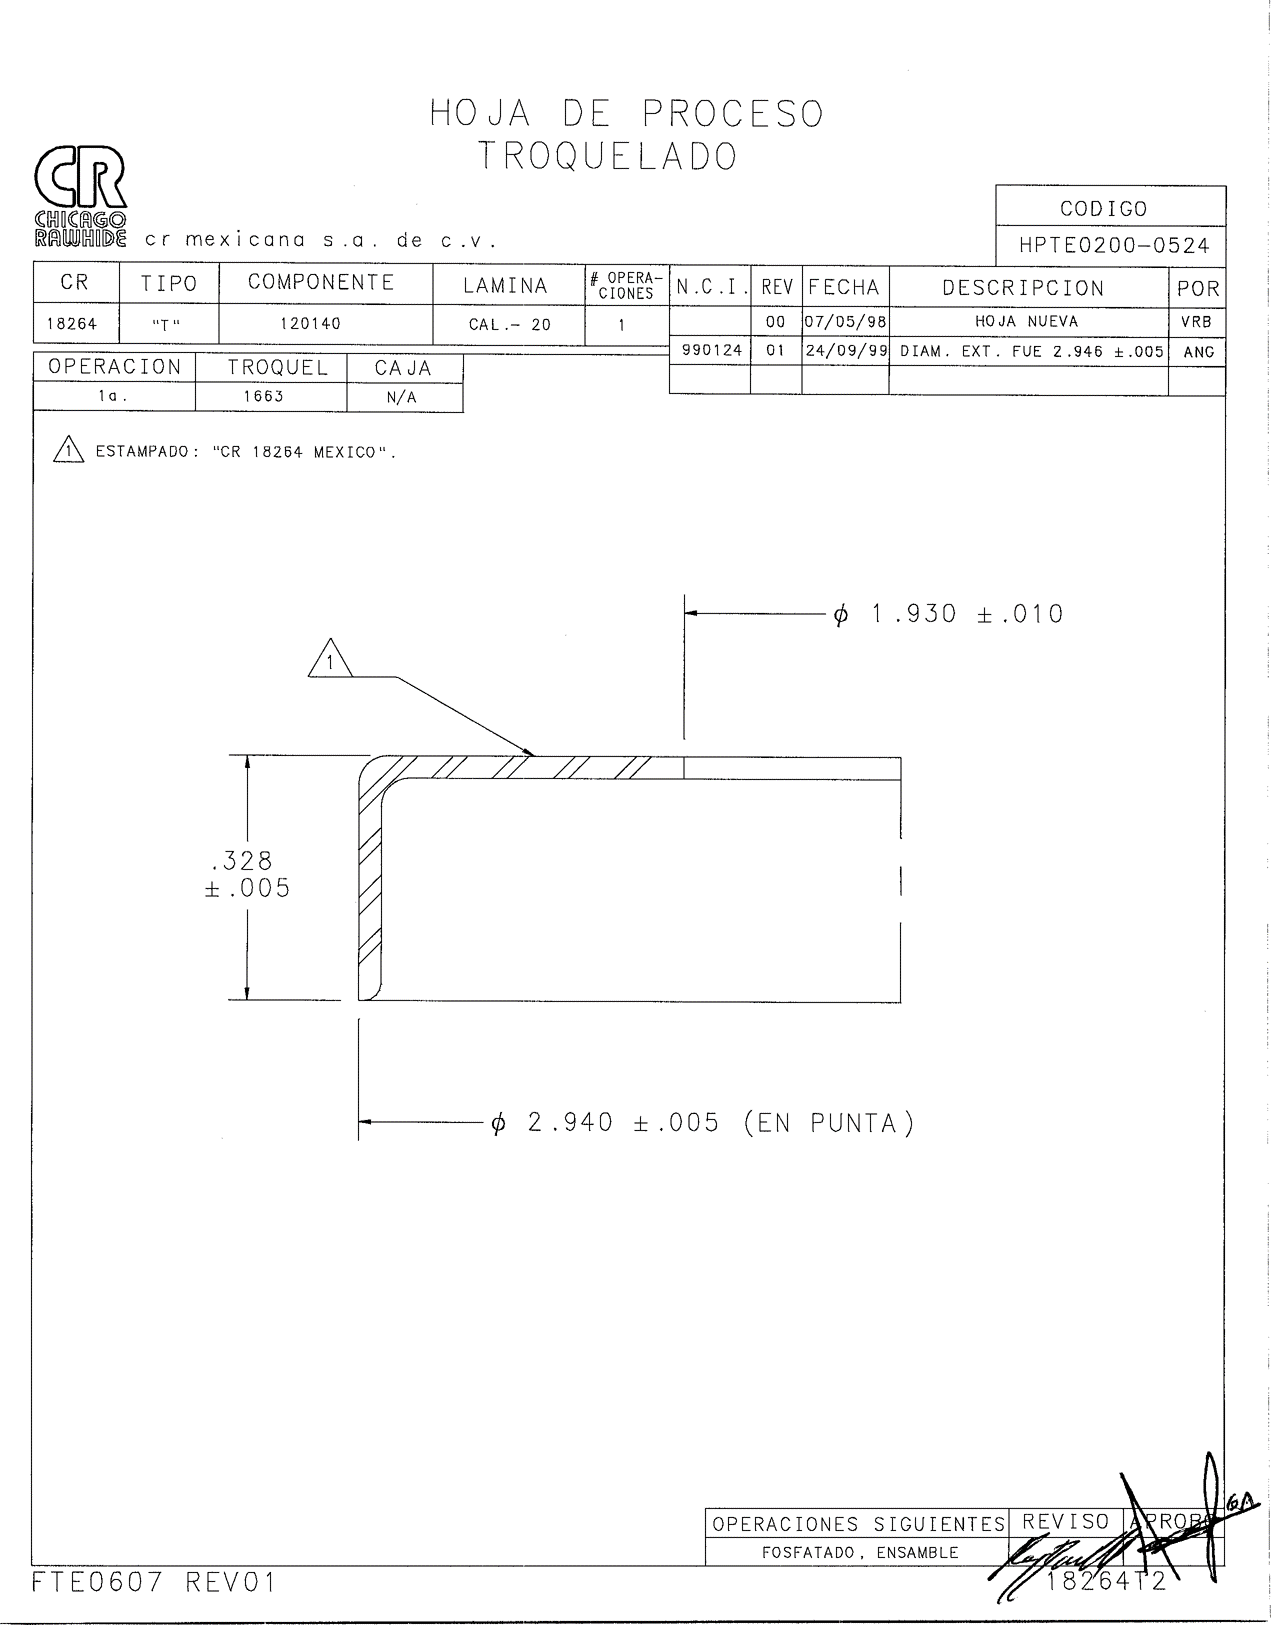 HOJA DE PROCESO
TROQUELADO
CR
CHICAGO
RAWHIDE
cr mexicana s.a. de c.v.
CODIGO
HPTE0200-0524
CR TIPO COMPONENTE LAMINA # OPERA-CIONES N.C.I. REV FECHA DESCRIPCION POR
18264 "T" 120140 CAL.- 20 1 00 07/05/98 HOJA NUEVA VRB
990124 01 24/09/99 DIAM. EXT. FUE 2.946 ±.005 ANG
OPERACION TROQUEL CAJA
1a. 1663 N/A
1 ESTAMPADO: "CR 18264 MEXICO".
ϕ 1.930 ±.010
1
.328
±.005
ϕ 2.940 ±.005 (EN PUNTA)
OPERACIONES SIGUIENTES REVISO APROBO
FOSFATADO, ENSAMBLE
FTE0607 REV01
18264T2